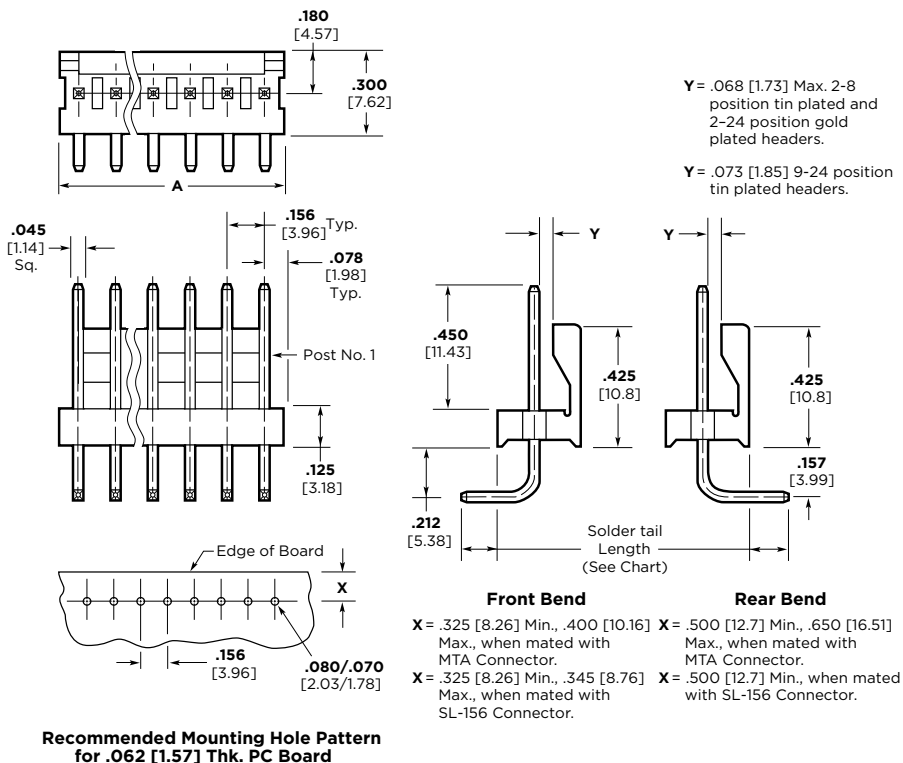 .180
[4.57]
.300
[7.62]
A
Y = .068 [1.73] Max. 2-8
position tin plated and
2–24 position gold
plated headers.
Y = .073 [1.85] 9-24 position
tin plated headers.
.045
[1.14]
Sq.
.156
[3.96] Typ.
.078
[1.98]
Typ.
Post No. 1
.125
[3.18]
Y
Y
.450
[11.43]
.425
[10.8]
.425
[10.8]
.157
[3.99]
.212
[5.38]
Solder tail
Length
(See Chart)
Edge of Board
X
.156
[3.96]
.080/.070
[2.03/1.78]
Recommended Mounting Hole Pattern
for .062 [1.57] Thk. PC Board
Front Bend
X = .325 [8.26] Min., .400 [10.16]
Max., when mated with
MTA Connector.
X = .325 [8.26] Min., .345 [8.76]
Max., when mated with
SL-156 Connector.
Rear Bend
X = .500 [12.7] Min., .650 [16.51]
Max., when mated with
MTA Connector.
X = .500 [12.7] Min., when mated
with SL-156 Connector.